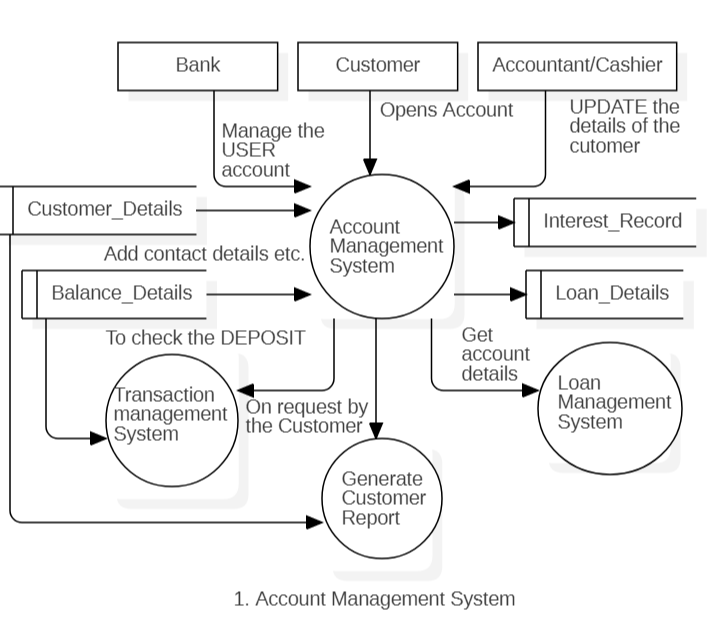 Bank
Customer
Accountant/Cashier
Opens Account
UPDATE the
details of the
cutomer
Manage the
USER
account
Customer_Details
Account
Management
System
Interest_Record
Add contact details etc.
Balance_Details
Loan_Details
To check the DEPOSIT
Get
account
details
Transaction
management
System
On request by
the Customer
Loan
Management
System
Generate
Customer
Report
1. Account Management System